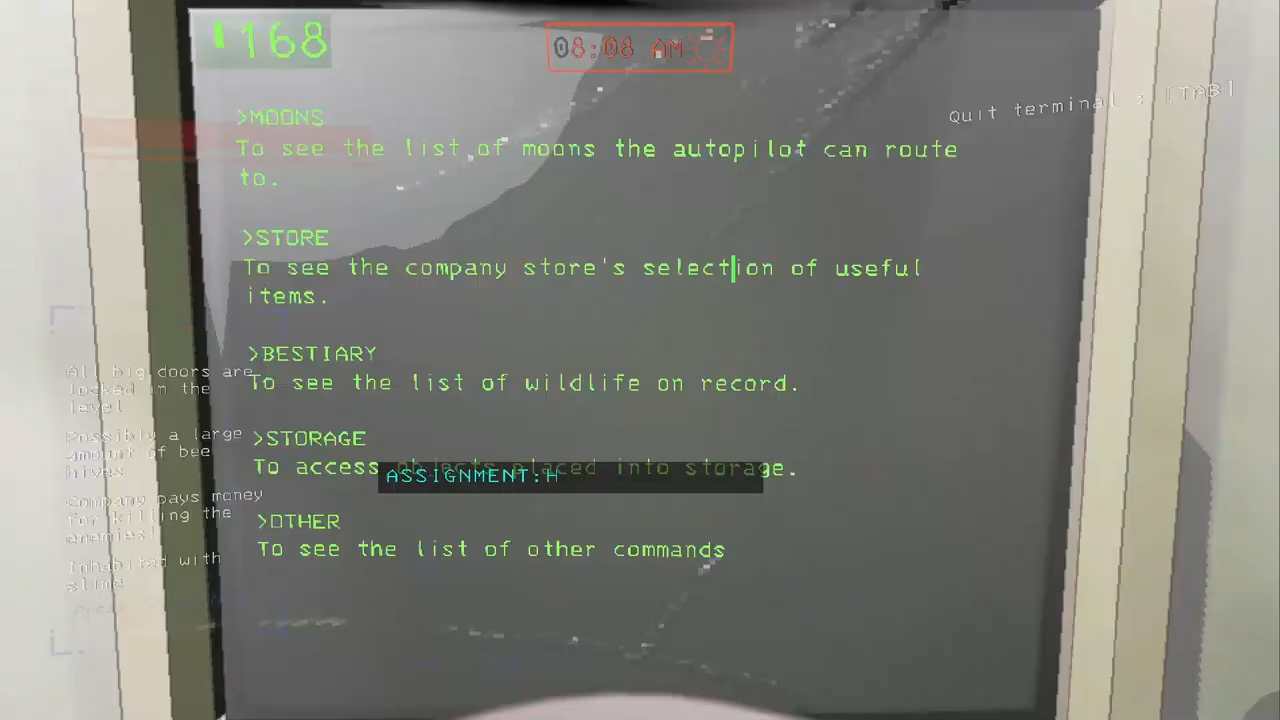 168
08:08 AM
Quit terminal : [TAB]
>MOONS
To see the list of moons the autopilot can route
to.
>STORE
To see the company store's selection of useful
items.
>BESTIARY
To see the list of wildlife on record.
>STORAGE
To access objects placed into storage.
ASSIGNMENT:H
>OTHER
To see the list of other commands
All big doors are
locked in the
level
Possibly a large
amount of bee
hives
Company pays money
for killing the
enemies!
Inhabited with
slime